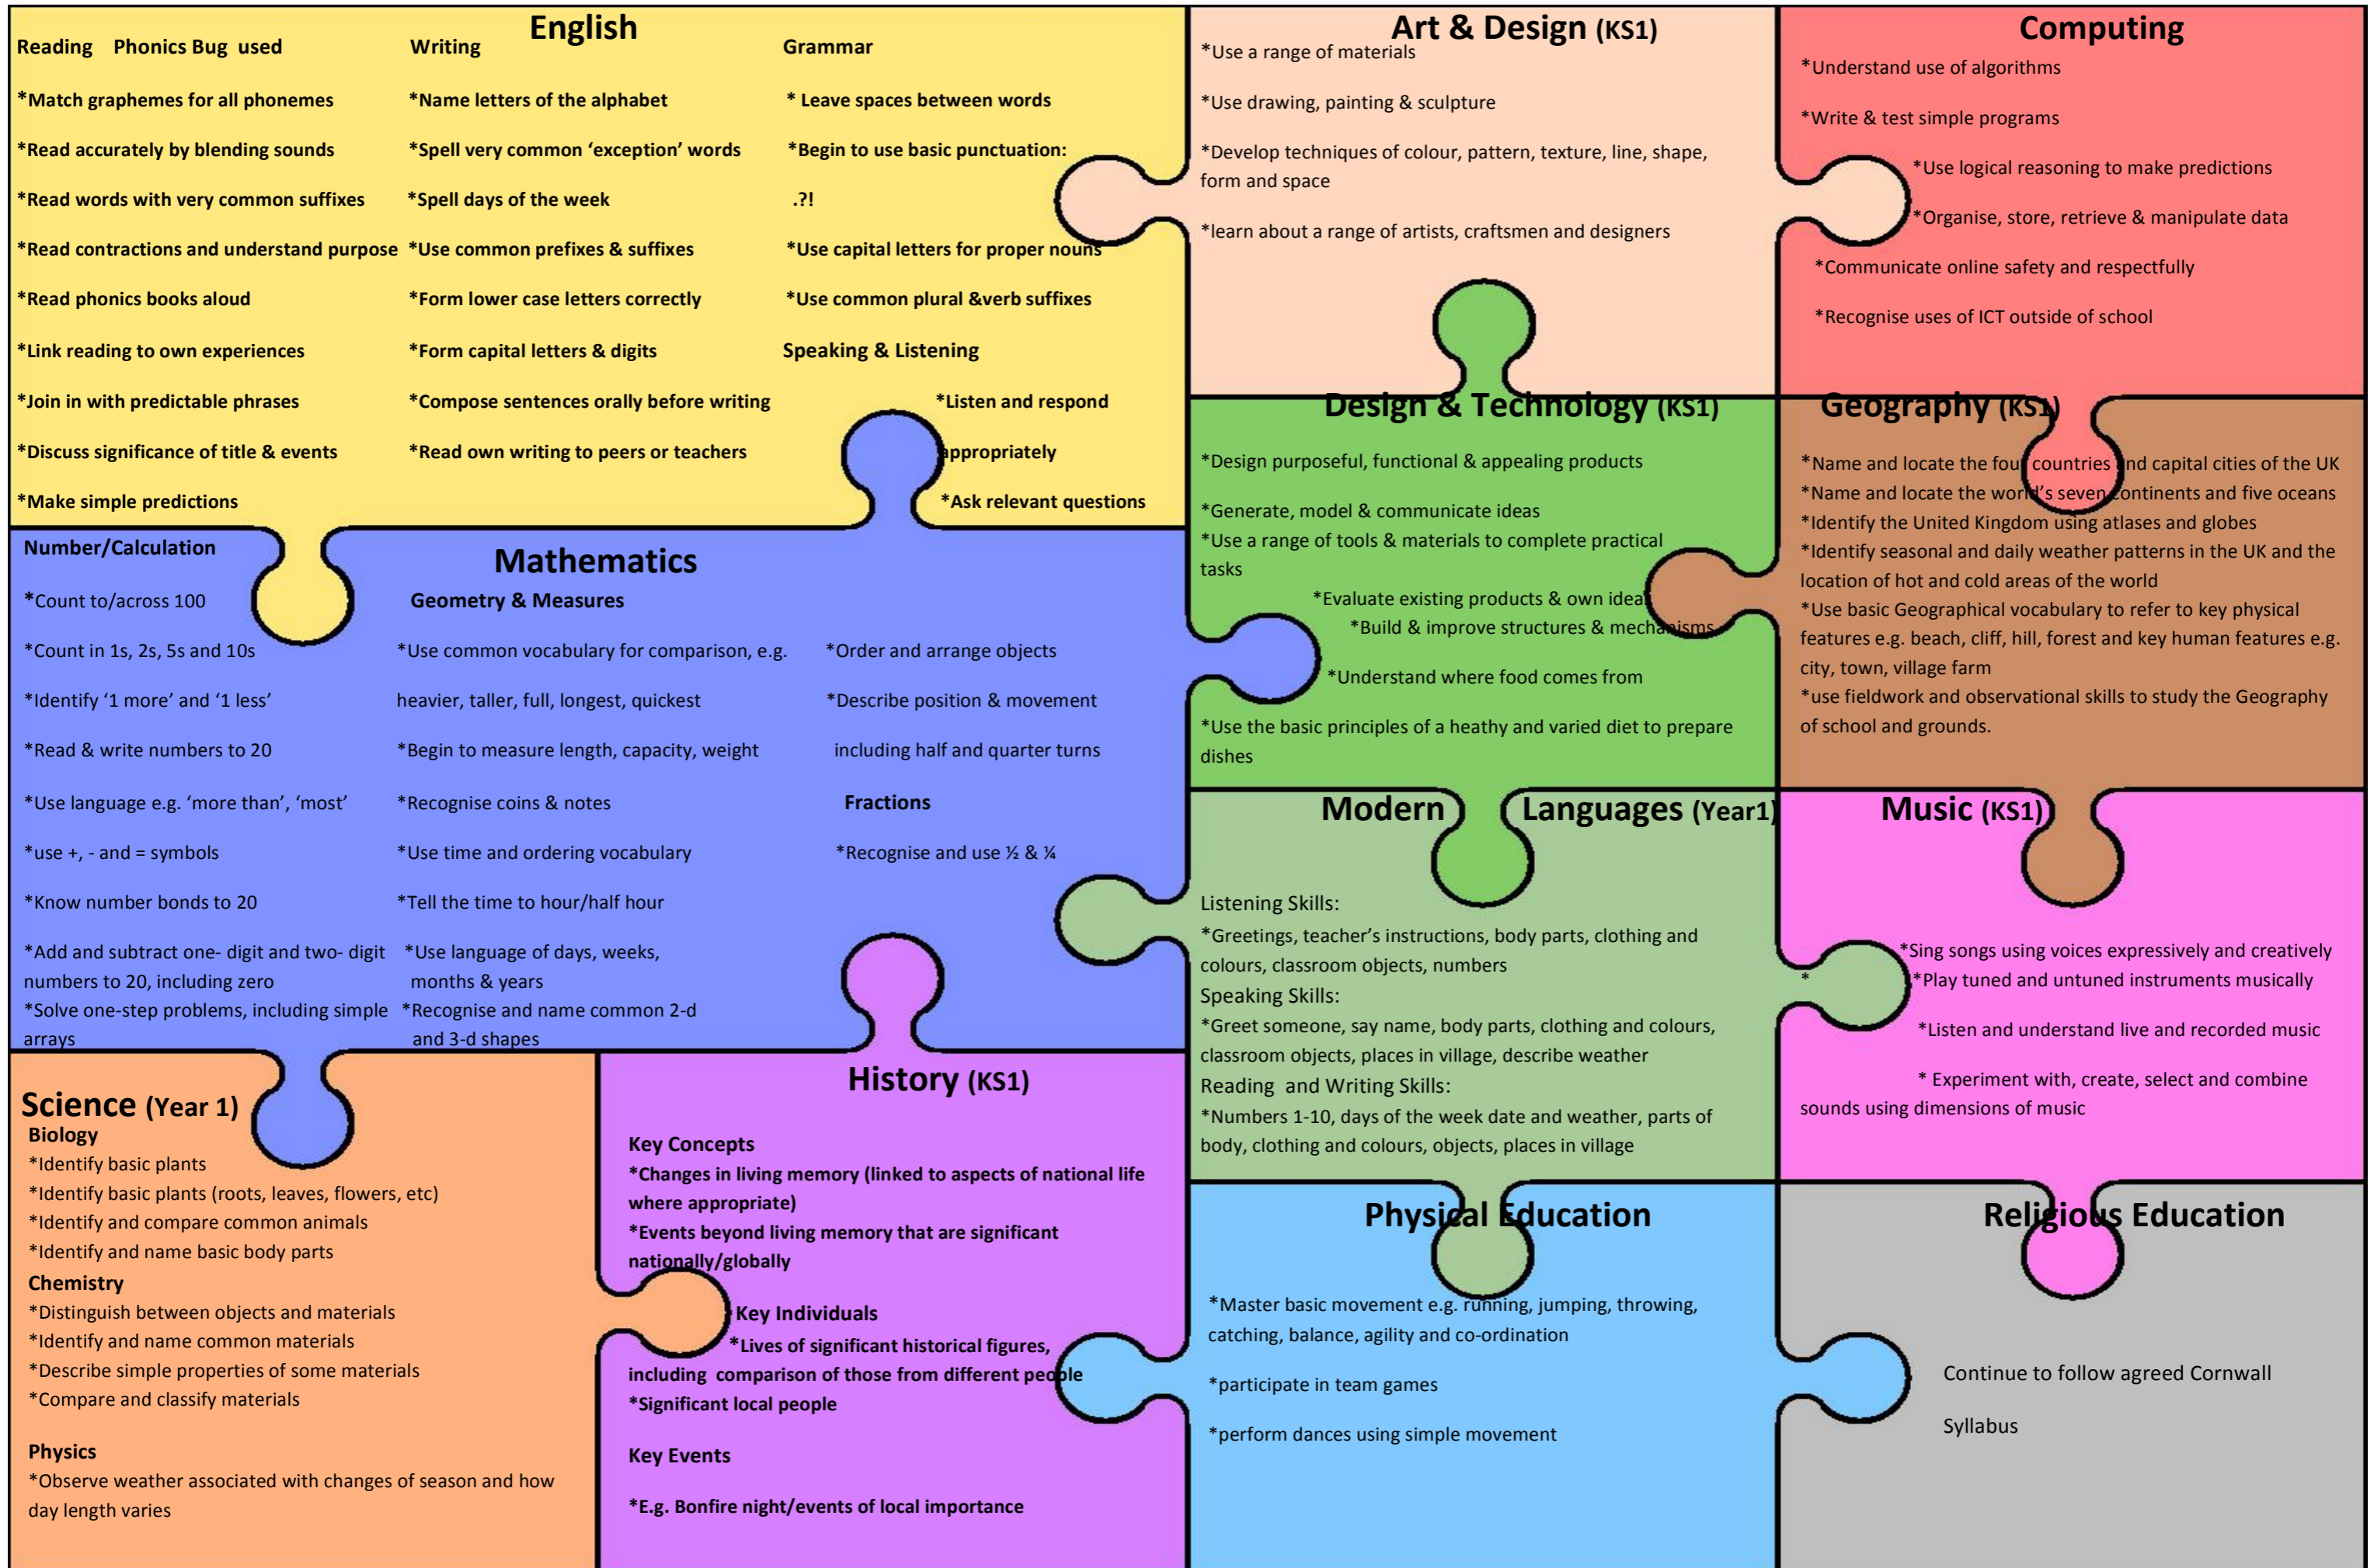 English
Reading Phonics Bug used
*Match graphemes for all phonemes
*Read accurately by blending sounds
*Read words with very common suffixes
*Read contractions and understand purpose
*Read phonics books aloud
*Link reading to own experiences
*Join in with predictable phrases
*Discuss significance of title & events
*Make simple predictions
Writing
*Name letters of the alphabet
*Spell very common ‘exception’ words
*Spell days of the week
*Use common prefixes & suffixes
*Form lower case letters correctly
*Form capital letters & digits
*Compose sentences orally before writing
*Read own writing to peers or teachers
Grammar
* Leave spaces between words
*Begin to use basic punctuation:
.?!
*Use capital letters for proper nouns
*Use common plural &verb suffixes
Speaking & Listening
*Listen and respond
appropriately
*Ask relevant questions
Art & Design (KS1)
*Use a range of materials
*Use drawing, painting & sculpture
*Develop techniques of colour, pattern, texture, line, shape,
form and space
*learn about a range of artists, craftsmen and designers
Computing
*Understand use of algorithms
*Write & test simple programs
*Use logical reasoning to make predictions
*Organise, store, retrieve & manipulate data
*Communicate online safety and respectfully
*Recognise uses of ICT outside of school
Mathematics
Number/Calculation
*Count to/across 100
*Count in 1s, 2s, 5s and 10s
*Identify ‘1 more’ and ‘1 less’
*Read & write numbers to 20
*Use language e.g. ‘more than’, ‘most’
*use +, - and = symbols
*Know number bonds to 20
*Add and subtract one- digit and two- digit
numbers to 20, including zero
*Solve one-step problems, including simple
arrays
Geometry & Measures
*Use common vocabulary for comparison, e.g.
heavier, taller, full, longest, quickest
*Begin to measure length, capacity, weight
*Recognise coins & notes
*Use time and ordering vocabulary
*Tell the time to hour/half hour
*Use language of days, weeks,
months & years
*Recognise and name common 2-d
and 3-d shapes
*Order and arrange objects
*Describe position & movement
including half and quarter turns
Fractions
*Recognise and use ½ & ¼
Design & Technology (KS1)
*Design purposeful, functional & appealing products
*Generate, model & communicate ideas
*Use a range of tools & materials to complete practical
tasks
*Evaluate existing products & own ideas
*Build & improve structures & mechanisms
*Understand where food comes from
*Use the basic principles of a heathy and varied diet to prepare
dishes
Geography (KS1)
*Name and locate the four countries and capital cities of the UK
*Name and locate the world’s seven continents and five oceans
*Identify the United Kingdom using atlases and globes
*Identify seasonal and daily weather patterns in the UK and the
location of hot and cold areas of the world
*Use basic Geographical vocabulary to refer to key physical
features e.g. beach, cliff, hill, forest and key human features e.g.
city, town, village farm
*use fieldwork and observational skills to study the Geography
of school and grounds.
Modern Languages (Year1)
Listening Skills:
*Greetings, teacher’s instructions, body parts, clothing and
colours, classroom objects, numbers
Speaking Skills:
*Greet someone, say name, body parts, clothing and colours,
classroom objects, places in village, describe weather
Reading and Writing Skills:
*Numbers 1-10, days of the week date and weather, parts of
body, clothing and colours, objects, places in village
Music (KS1)
*Sing songs using voices expressively and creatively
* *Play tuned and untuned instruments musically
*Listen and understand live and recorded music
* Experiment with, create, select and combine
sounds using dimensions of music
Science (Year 1)
Biology
*Identify basic plants
*Identify basic plants (roots, leaves, flowers, etc)
*Identify and compare common animals
*Identify and name basic body parts
Chemistry
*Distinguish between objects and materials
*Identify and name common materials
*Describe simple properties of some materials
*Compare and classify materials
Physics
*Observe weather associated with changes of season and how
day length varies
History (KS1)
Key Concepts
*Changes in living memory (linked to aspects of national life
where appropriate)
*Events beyond living memory that are significant
nationally/globally
Key Individuals
*Lives of significant historical figures,
including comparison of those from different people
*Significant local people
Key Events
*E.g. Bonfire night/events of local importance
Physical Education
*Master basic movement e.g. running, jumping, throwing,
catching, balance, agility and co-ordination
*participate in team games
*perform dances using simple movement
Religious Education
Continue to follow agreed Cornwall
Syllabus